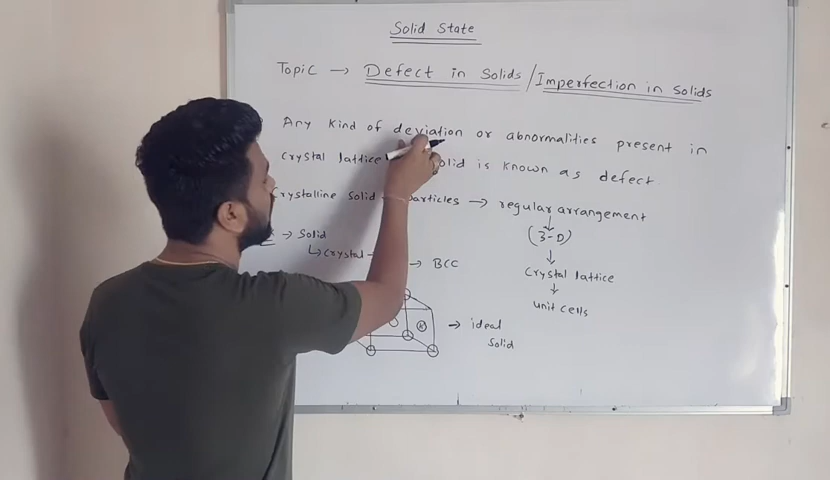 Solid State
Topic → Defect in Solids / Imperfection in solids
Any kind of deviation or abnormalities present in
crystal lattice solid is known as defect
Crystalline solid particles → regular arrangement
(3-D)
→ Solid
↳ crystal → BCC
crystal lattice
unit cells
→ ideal
solid